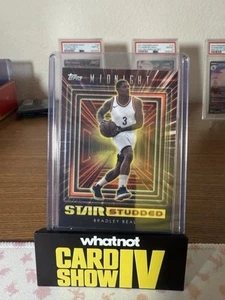 Topps
MIDNIGHT
3
STAR STUDDED
BRADLEY BEAL
whatnot
CARD
SHOW IV